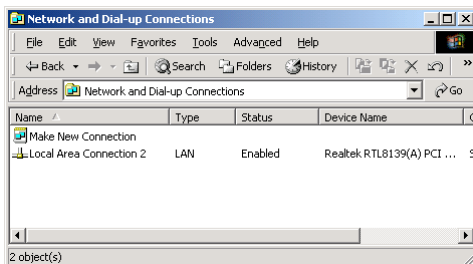 Network and Dial-up Connections
File Edit View Favorites Tools Advanced Help
Back Search Folders History »
Address Network and Dial-up Connections Go
Name Type Status Device Name
Make New Connection
Local Area Connection 2 LAN Enabled Realtek RTL8139(A) PCI ...
2 object(s)